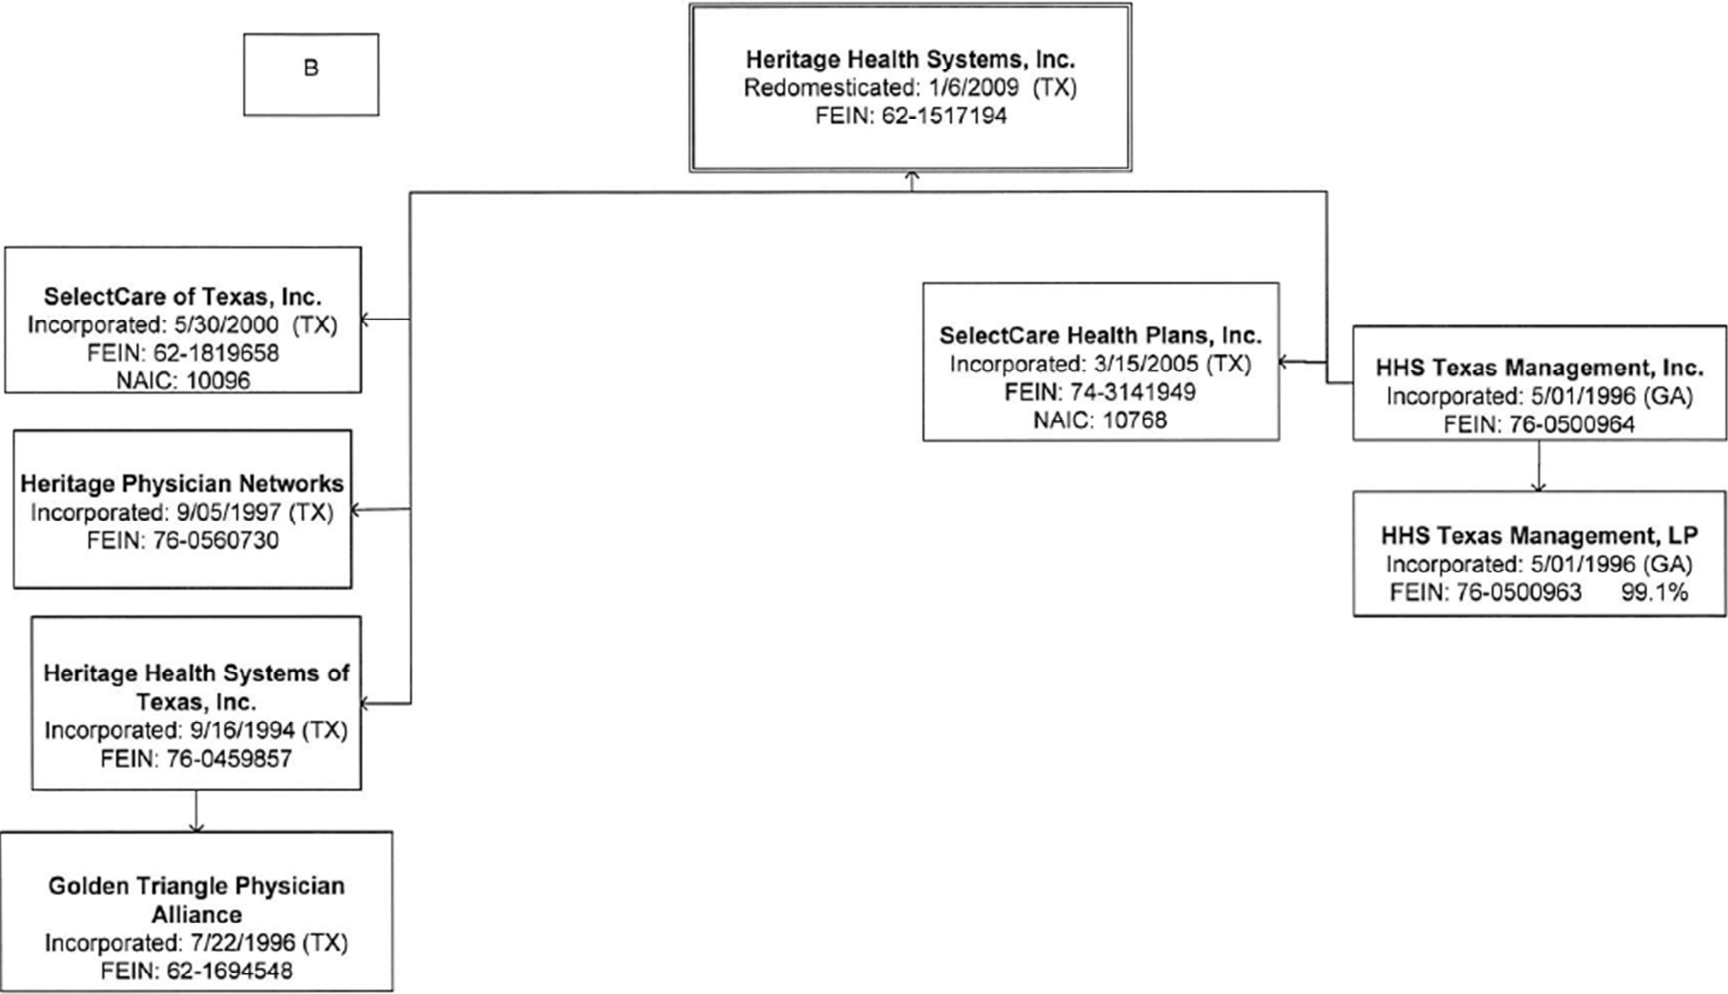 B
Heritage Health Systems, Inc.
Redomesticated: 1/6/2009 (TX)
FEIN: 62-1517194
SelectCare of Texas, Inc.
Incorporated: 5/30/2000 (TX)
FEIN: 62-1819658
NAIC: 10096
SelectCare Health Plans, Inc.
Incorporated: 3/15/2005 (TX)
FEIN: 74-3141949
NAIC: 10768
HHS Texas Management, Inc.
Incorporated: 5/01/1996 (GA)
FEIN: 76-0500964
Heritage Physician Networks
Incorporated: 9/05/1997 (TX)
FEIN: 76-0560730
HHS Texas Management, LP
Incorporated: 5/01/1996 (GA)
FEIN: 76-0500963 99.1%
Heritage Health Systems of
Texas, Inc.
Incorporated: 9/16/1994 (TX)
FEIN: 76-0459857
Golden Triangle Physician
Alliance
Incorporated: 7/22/1996 (TX)
FEIN: 62-1694548